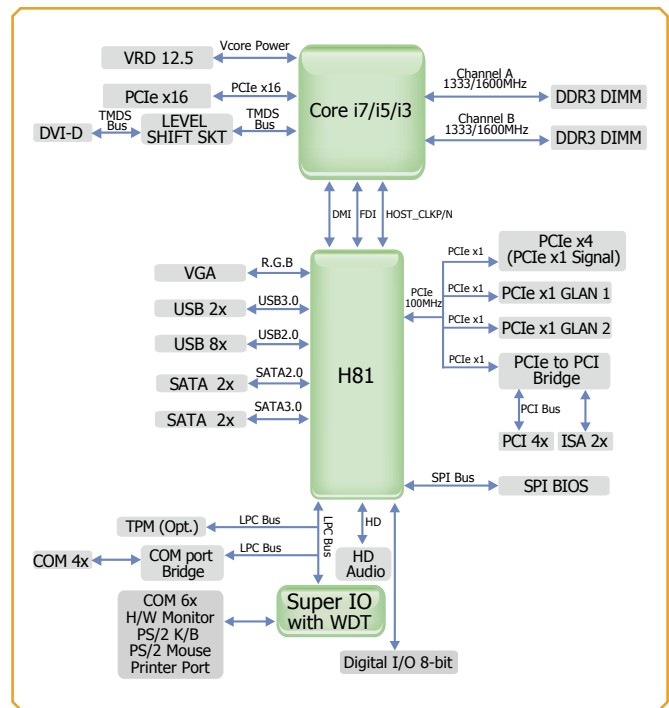 VRD 12.5
Vcore Power
PCIe x16
PCIe x16
DVI-D
TMDS
Bus
LEVEL
SHIFT SKT
TMDS
Bus
Core i7/i5/i3
Channel A
1333/1600MHz
DDR3 DIMM
Channel B
1333/1600MHz
DDR3 DIMM
DMI
FDI
HOST_CLKP/N
VGA
R.G.B
USB 2x
USB3.0
USB 8x
USB2.0
SATA 2x
SATA2.0
SATA 2x
SATA3.0
H81
PCIe
100MHz
PCIe x1
PCIe x4
(PCIe x1 Signal)
PCIe x1
PCIe x1 GLAN 1
PCIe x1
PCIe x1 GLAN 2
PCIe x1
PCIe to PCI
Bridge
PCI Bus
PCI 4x
ISA 2x
SPI Bus
SPI BIOS
TPM (Opt.)
LPC Bus
LPC Bus
HD
COM 4x
COM port
Bridge
LPC Bus
HD
Audio
COM 6x
H/W Monitor
PS/2 K/B
PS/2 Mouse
Printer Port
Super IO
with WDT
Digital I/O 8-bit